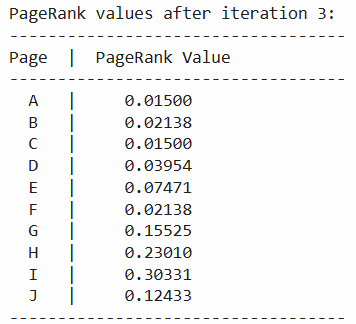 PageRank values after iteration 3:
----------------------------------
Page  |  PageRank Value
----------------------------------
  A   |     0.01500
  B   |     0.02138
  C   |     0.01500
  D   |     0.03954
  E   |     0.07471
  F   |     0.02138
  G   |     0.15525
  H   |     0.23010
  I   |     0.30331
  J   |     0.12433
----------------------------------